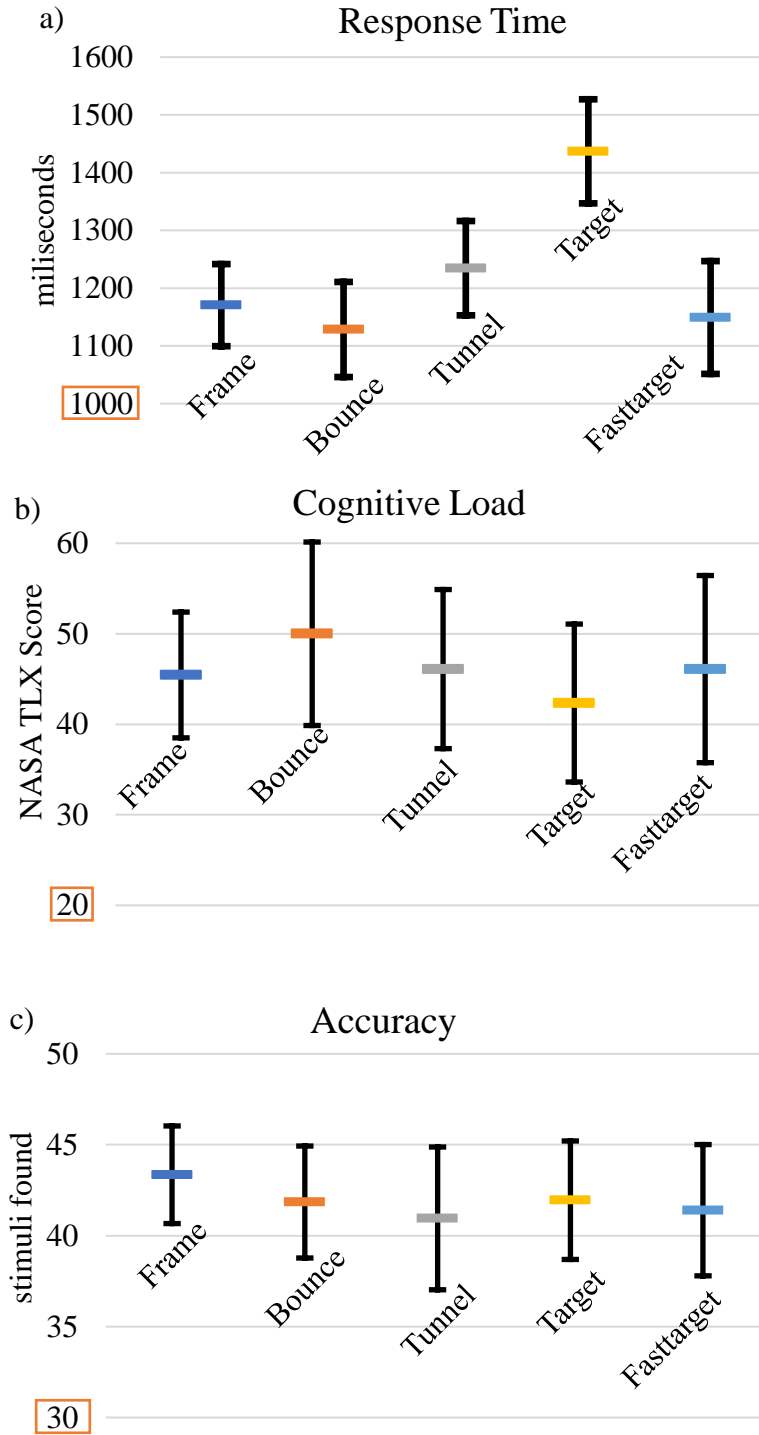 a)
Response Time
miliseconds
1600
1500
1400
1300
1200
1100
1000
Frame
Bounce
Tunnel
Target
Fasttarget
b)
Cognitive Load
NASA TLX Score
60
50
40
30
20
Frame
Bounce
Tunnel
Target
Fasttarget
c)
Accuracy
stimuli found
50
45
40
35
30
Frame
Bounce
Tunnel
Target
Fasttarget